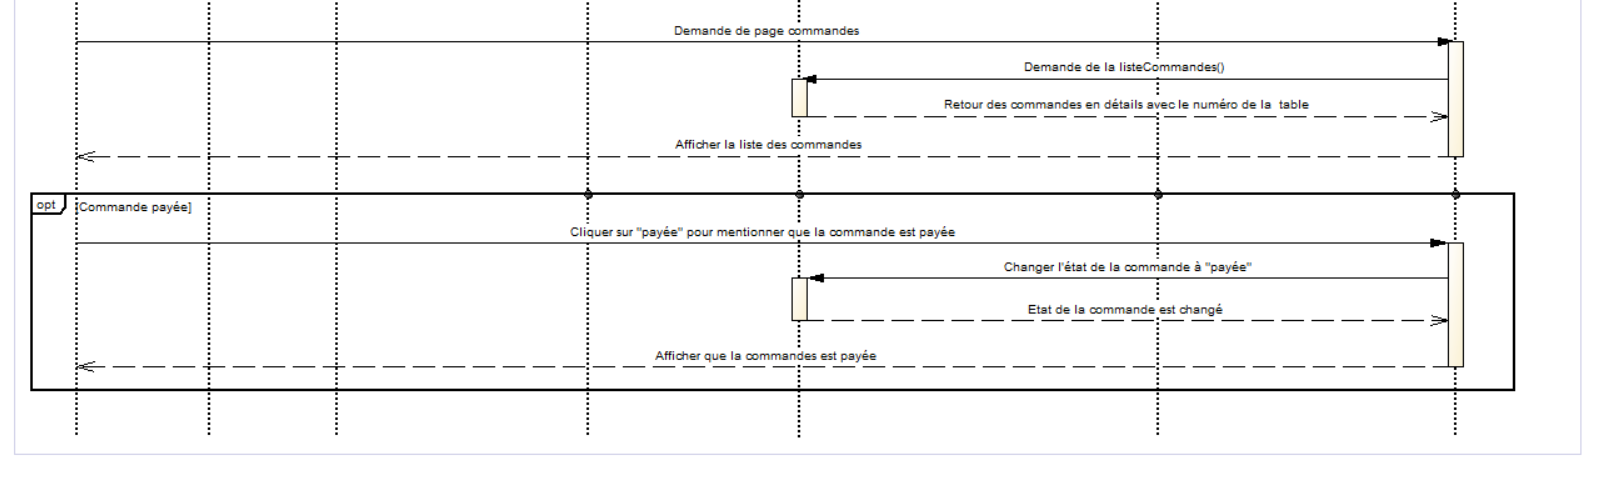 Demande de page commandes
Demande de la listeCommandes()
Retour des commandes en détails avec le numéro de la table
Afficher la liste des commandes
opt
[Commande payée]
Cliquer sur "payée" pour mentionner que la commande est payée
Changer l'état de la commande à "payée"
Etat de la commande est changé
Afficher que la commandes est payée